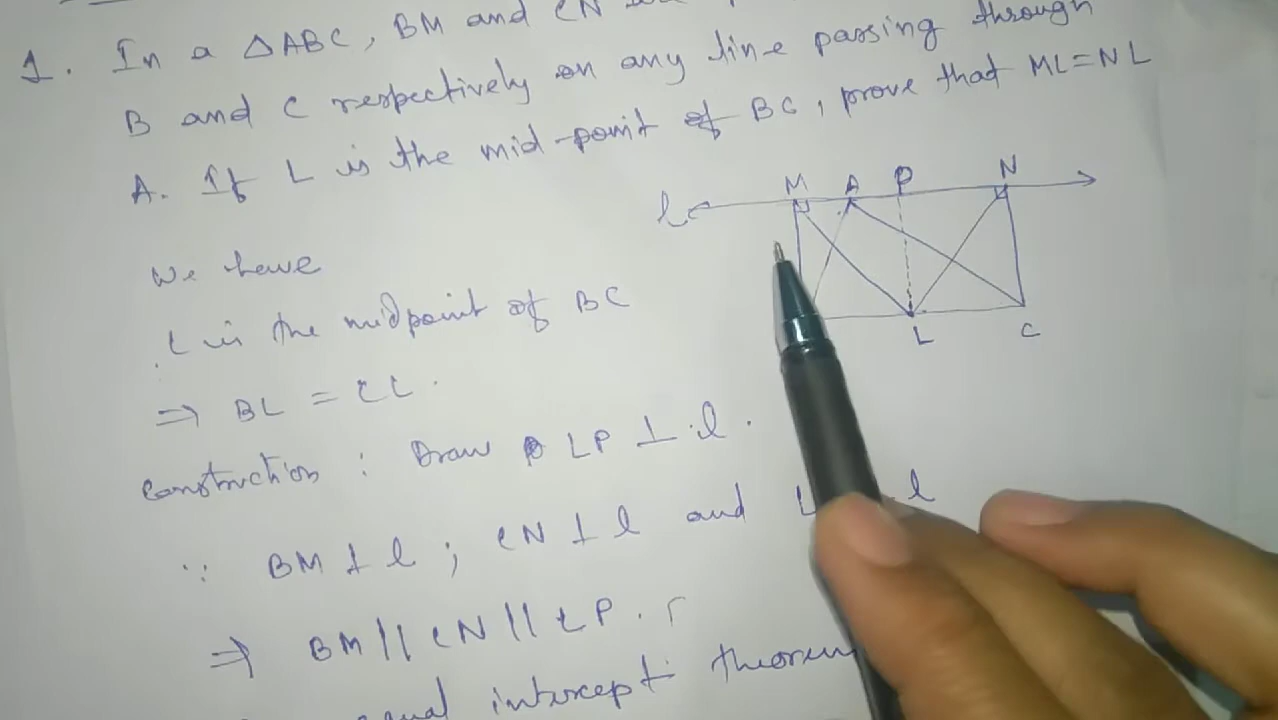 1. In a △ABC, BM and CN
B and C respectively on any line passing through
A. If L is the mid-point of BC, prove that ML=NL
M A P N
l
We have
L is the midpoint of BC
L C
⇒ BL = CL.
Construction : Draw LP ⊥ l.
∵ BM ⊥ l ; CN ⊥ l and l
⇒ BM || CN || LP.
equal intercept theorem